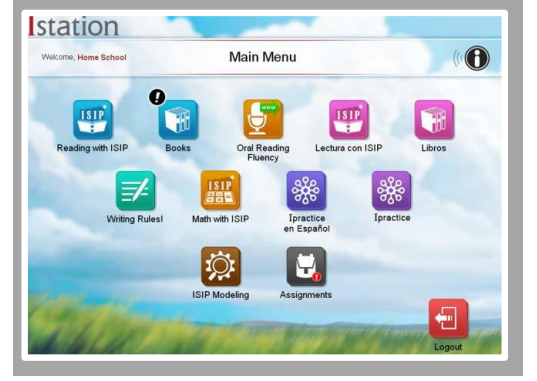 Istation
Welcome, Home School
Main Menu
ISIP
WWW
ISIP
Reading with ISIP
Books
Oral Reading
Fluency
Lectura con ISIP
Libros
ISIP
Writing Rules!
Math with ISIP
Ipractice
en Español
Ipractice
ISIP Modeling
Assignments
Logout